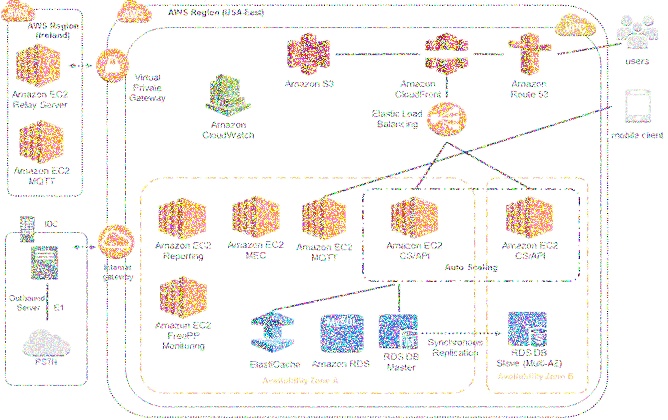 AWS Region
(Ireland)
AWS Region (USA East)
Amazon EC2
Relay Server
Amazon EC2
MQTT
Virtual
Private
Gateway
Amazon
CloudWatch
Amazon S3
Amazon
CloudFront
Amazon
Route 53
users
mobile client
Elastic Load
Balancing
IDC
Outbound
Server
E1
PSTN
Internet
gateway
Amazon EC2
Reporting
Amazon EC2
MEC
Amazon EC2
MQTT
Amazon EC2
CS/API
Amazon EC2
CS/API
Auto Scaling
Amazon EC2
Monitoring
ElastiCache
Amazon RDS
RDS DB
Master
Synchronous
Replication
RDS DB
Slave (Multi-AZ)
Availability Zone A
Availability Zone B